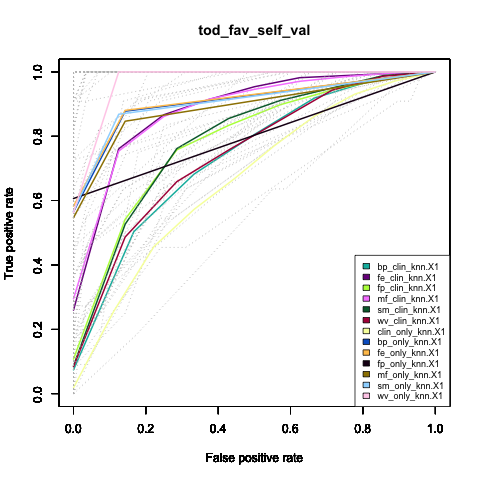 tod_fav_self_val
True positive rate
1.0
0.8
0.6
0.4
0.2
0.0
0.0 0.2 0.4 0.6 0.8 1.0
False positive rate
bp_clin_knn.X1
fe_clin_knn.X1
fp_clin_knn.X1
mf_clin_knn.X1
sm_clin_knn.X1
wv_clin_knn.X1
clin_only_knn.X1
bp_only_knn.X1
fe_only_knn.X1
fp_only_knn.X1
mf_only_knn.X1
sm_only_knn.X1
wv_only_knn.X1